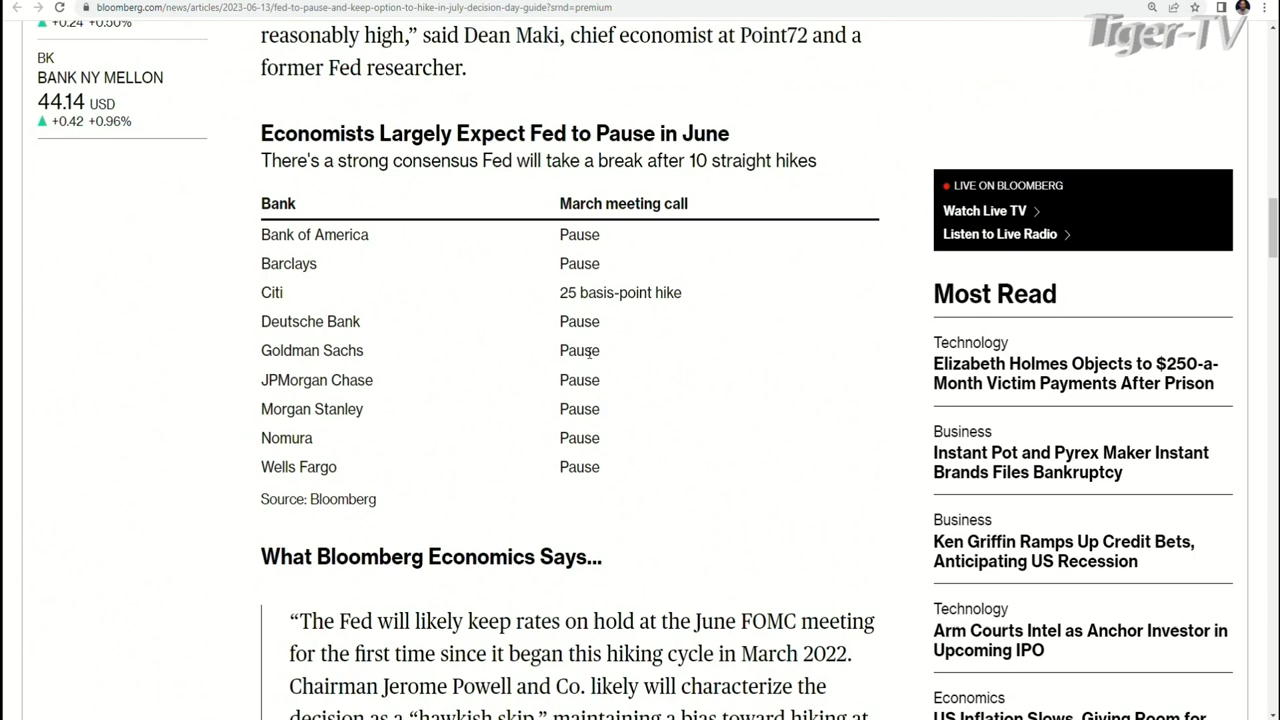 bloomberg.com/news/articles/2023-06-13/fed-to-pause-and-keep-option-to-hike-in-july-decision-day-guide?srnd=premium
Tiger-TV
+0.24 +0.50%
BK
BANK NY MELLON
44.14 USD
+0.42 +0.96%
reasonably high,” said Dean Maki, chief economist at Point72 and a
former Fed researcher.
Economists Largely Expect Fed to Pause in June
There's a strong consensus Fed will take a break after 10 straight hikes
Bank March meeting call
Bank of America Pause
Barclays Pause
Citi 25 basis-point hike
Deutsche Bank Pause
Goldman Sachs Pause
JPMorgan Chase Pause
Morgan Stanley Pause
Nomura Pause
Wells Fargo Pause
Source: Bloomberg
What Bloomberg Economics Says...
“The Fed will likely keep rates on hold at the June FOMC meeting
for the first time since it began this hiking cycle in March 2022.
Chairman Jerome Powell and Co. likely will characterize the
decision as a “hawkish skip,” maintaining a bias toward hiking at
LIVE ON BLOOMBERG
Watch Live TV
Listen to Live Radio
Most Read
Technology
Elizabeth Holmes Objects to $250-a-
Month Victim Payments After Prison
Business
Instant Pot and Pyrex Maker Instant
Brands Files Bankruptcy
Business
Ken Griffin Ramps Up Credit Bets,
Anticipating US Recession
Technology
Arm Courts Intel as Anchor Investor in
Upcoming IPO
Economics
US Inflation Slows, Giving Room for